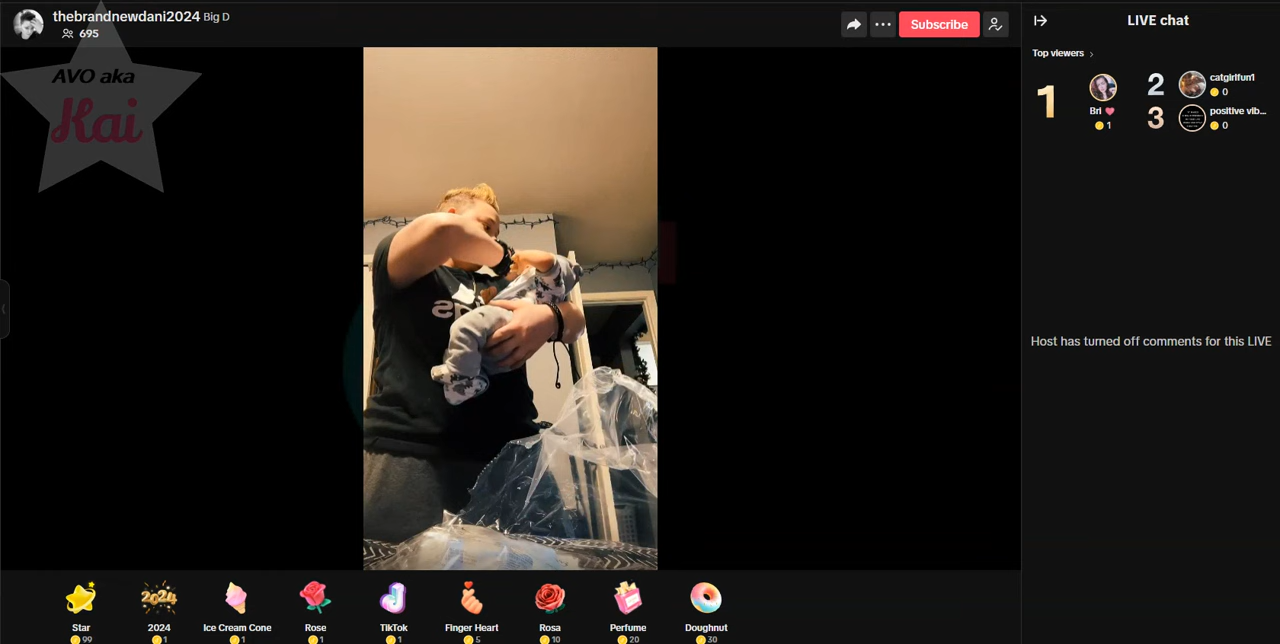 thebrandnewdani2024 Big D
695
Subscribe
AVO aka
Kai
LIVE chat
Top viewers
1
Bri
1
2
catgirlfun1
0
3
positive vib...
0
Host has turned off comments for this LIVE
2024
Star
99
2024
1
Ice Cream Cone
1
Rose
1
TikTok
1
Finger Heart
5
Rosa
10
Perfume
20
Doughnut
30